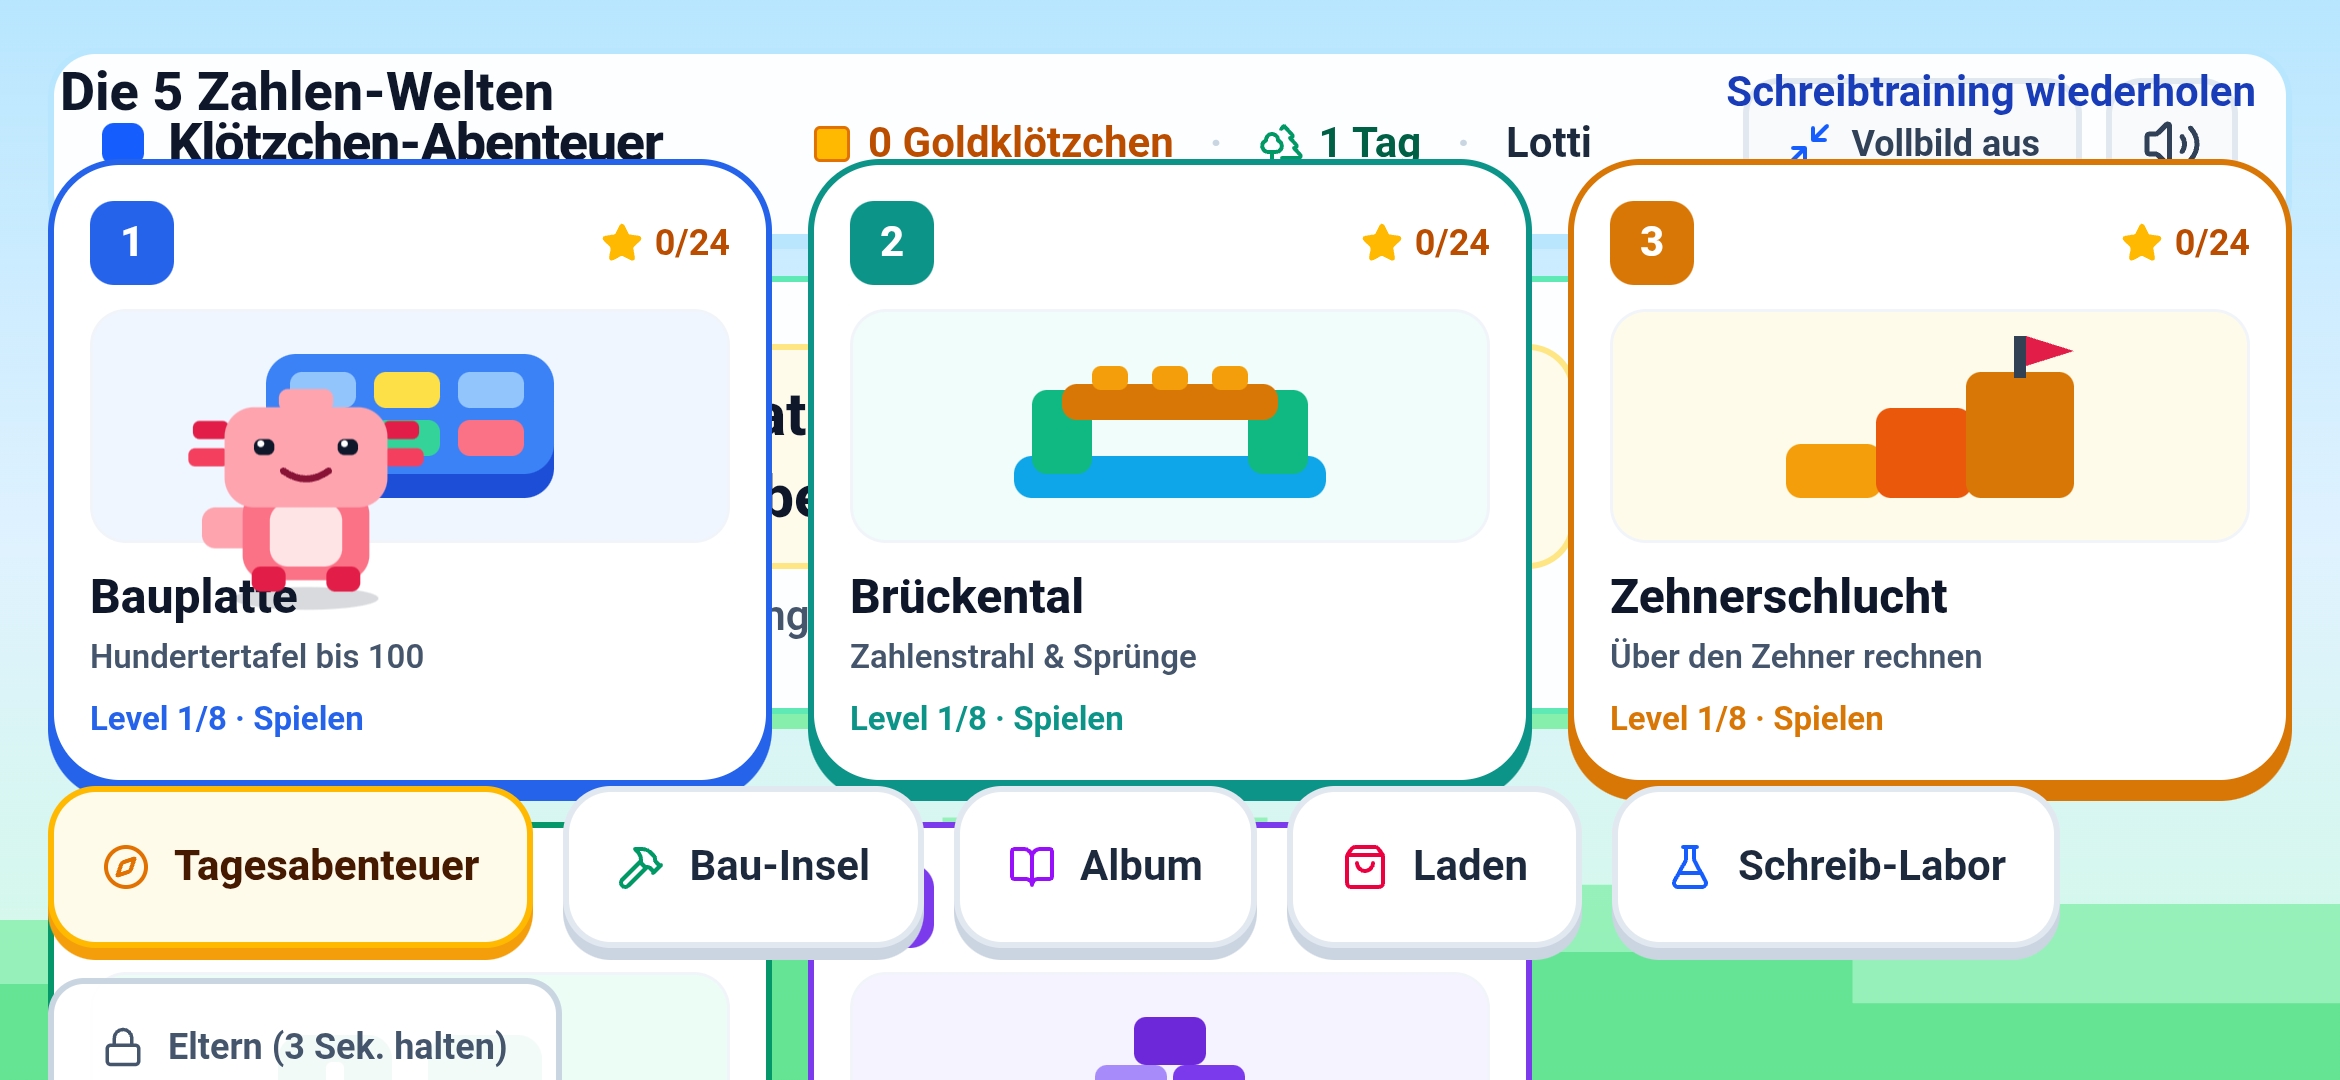 Die 5 Zahlen-Welten
Schreibtraining wiederholen
Klötzchen-Abenteuer
0 Goldklötzchen · 1 Tag · Lotti
Vollbild aus
1
0/24
2
0/24
3
0/24
Bauplatte
Hundertertafel bis 100
Level 1/8 · Spielen
Brückental
Zahlenstrahl & Sprünge
Level 1/8 · Spielen
Zehnerschlucht
Über den Zehner rechnen
Level 1/8 · Spielen
Tagesabenteuer
Bau-Insel
Album
Laden
Schreib-Labor
Eltern (3 Sek. halten)